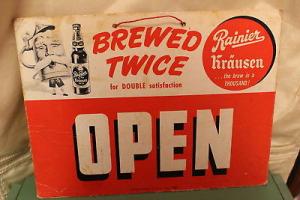 BREWED
TWICE
for DOUBLE satisfaction
Rainier
Kräusen
...the brew in a
THOUSAND!
OPEN